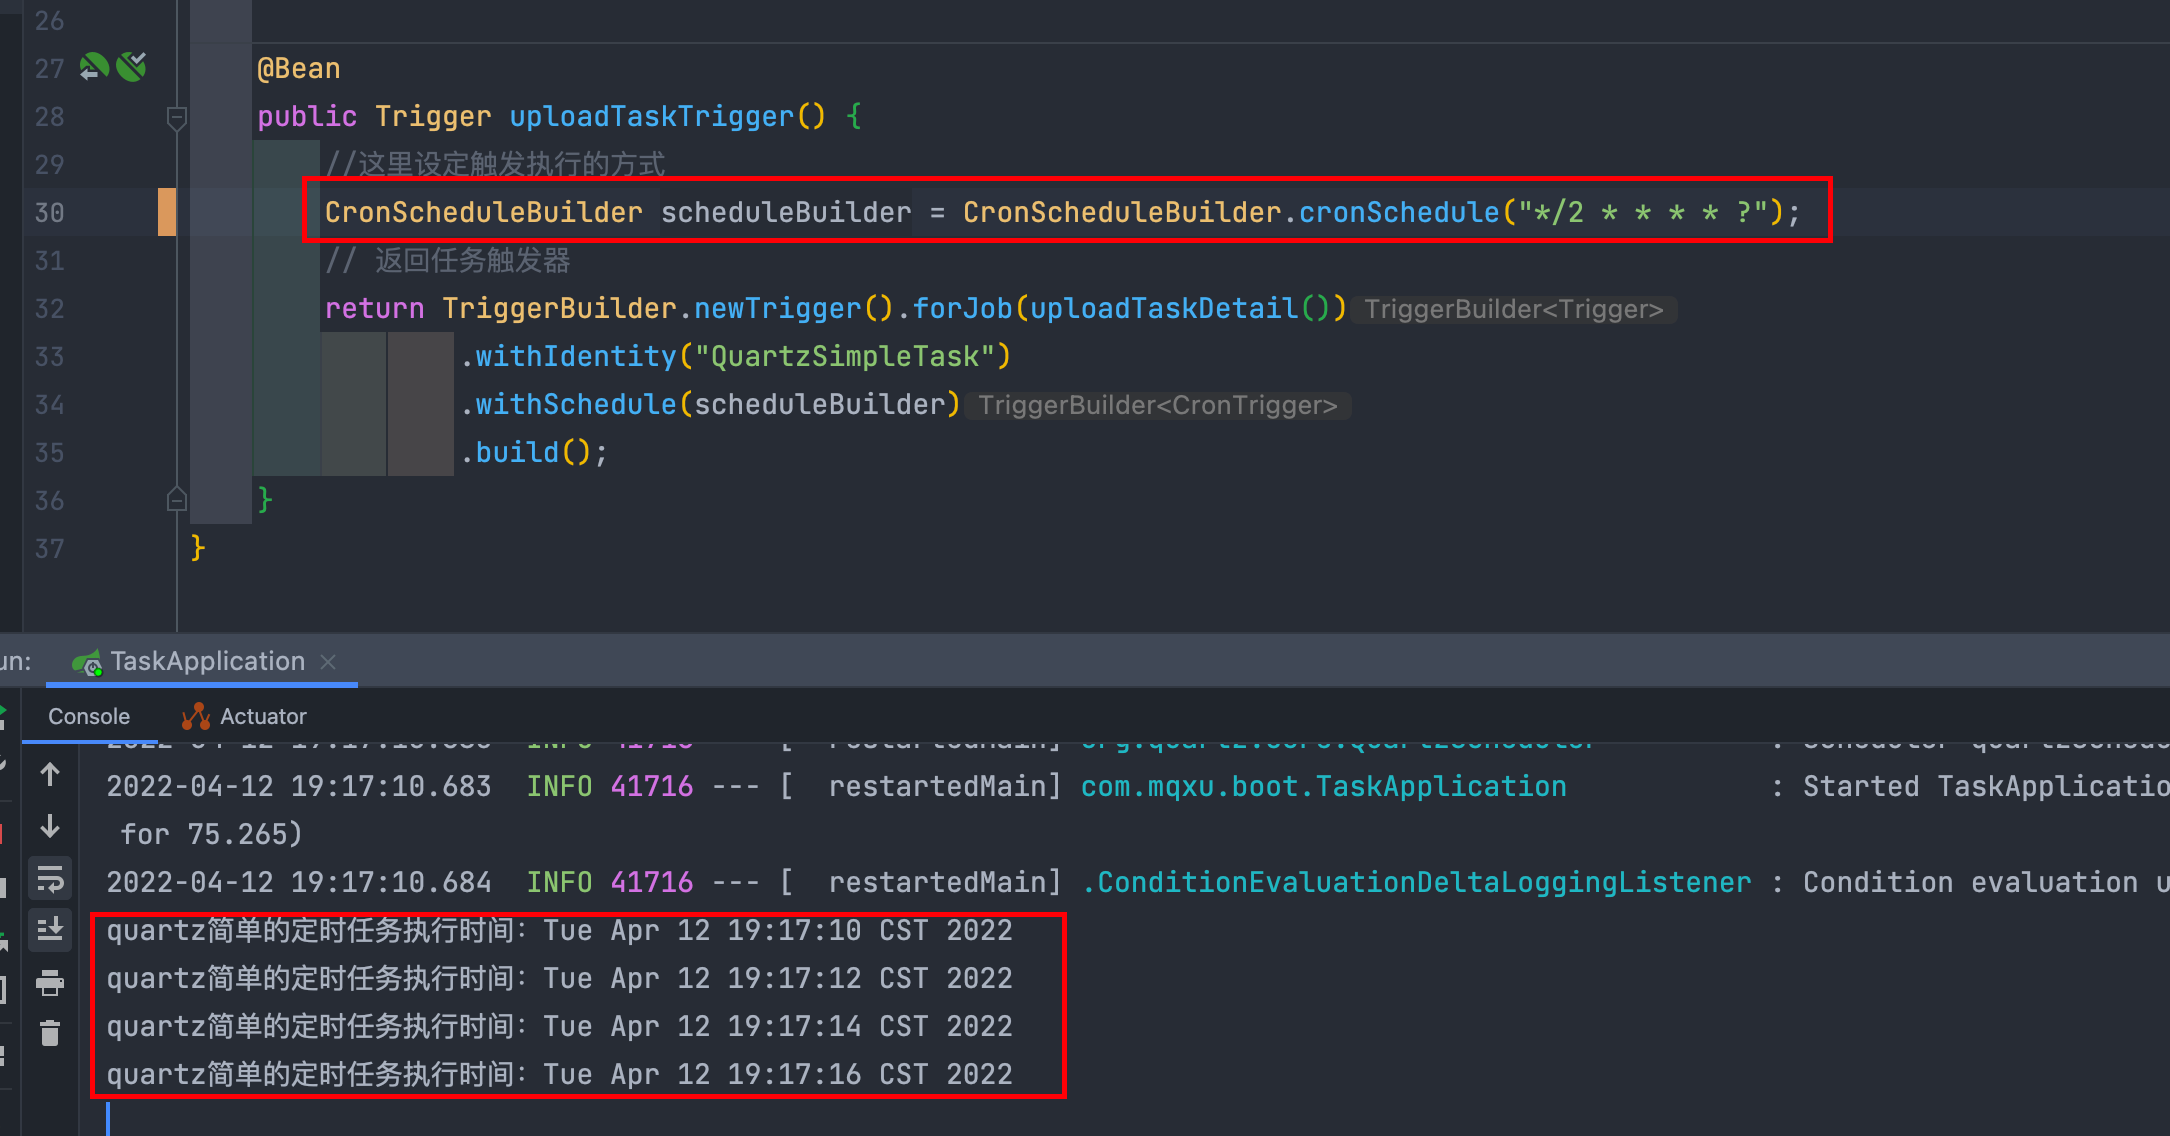 26
27 @Bean
28 public Trigger uploadTaskTrigger() {
29 //这里设定触发执行的方式
30 CronScheduleBuilder scheduleBuilder = CronScheduleBuilder.cronSchedule("*/2 * * * * ?");
31 // 返回任务触发器
32 return TriggerBuilder.newTrigger().forJob(uploadTaskDetail()) TriggerBuilder<Trigger>
33 .withIdentity("QuartzSimpleTask")
34 .withSchedule(scheduleBuilder) TriggerBuilder<CronTrigger>
35 .build();
36 }
37 }
un: TaskApplication
Console Actuator
2022-04-12 19:17:10.683 INFO 41716 --- [ restartedMain] com.mqxu.boot.TaskApplication : Started TaskApplicatio
for 75.265)
2022-04-12 19:17:10.684 INFO 41716 --- [ restartedMain] .ConditionEvaluationDeltaLoggingListener : Condition evaluation u
quartz简单的定时任务执行时间：Tue Apr 12 19:17:10 CST 2022
quartz简单的定时任务执行时间：Tue Apr 12 19:17:12 CST 2022
quartz简单的定时任务执行时间：Tue Apr 12 19:17:14 CST 2022
quartz简单的定时任务执行时间：Tue Apr 12 19:17:16 CST 2022